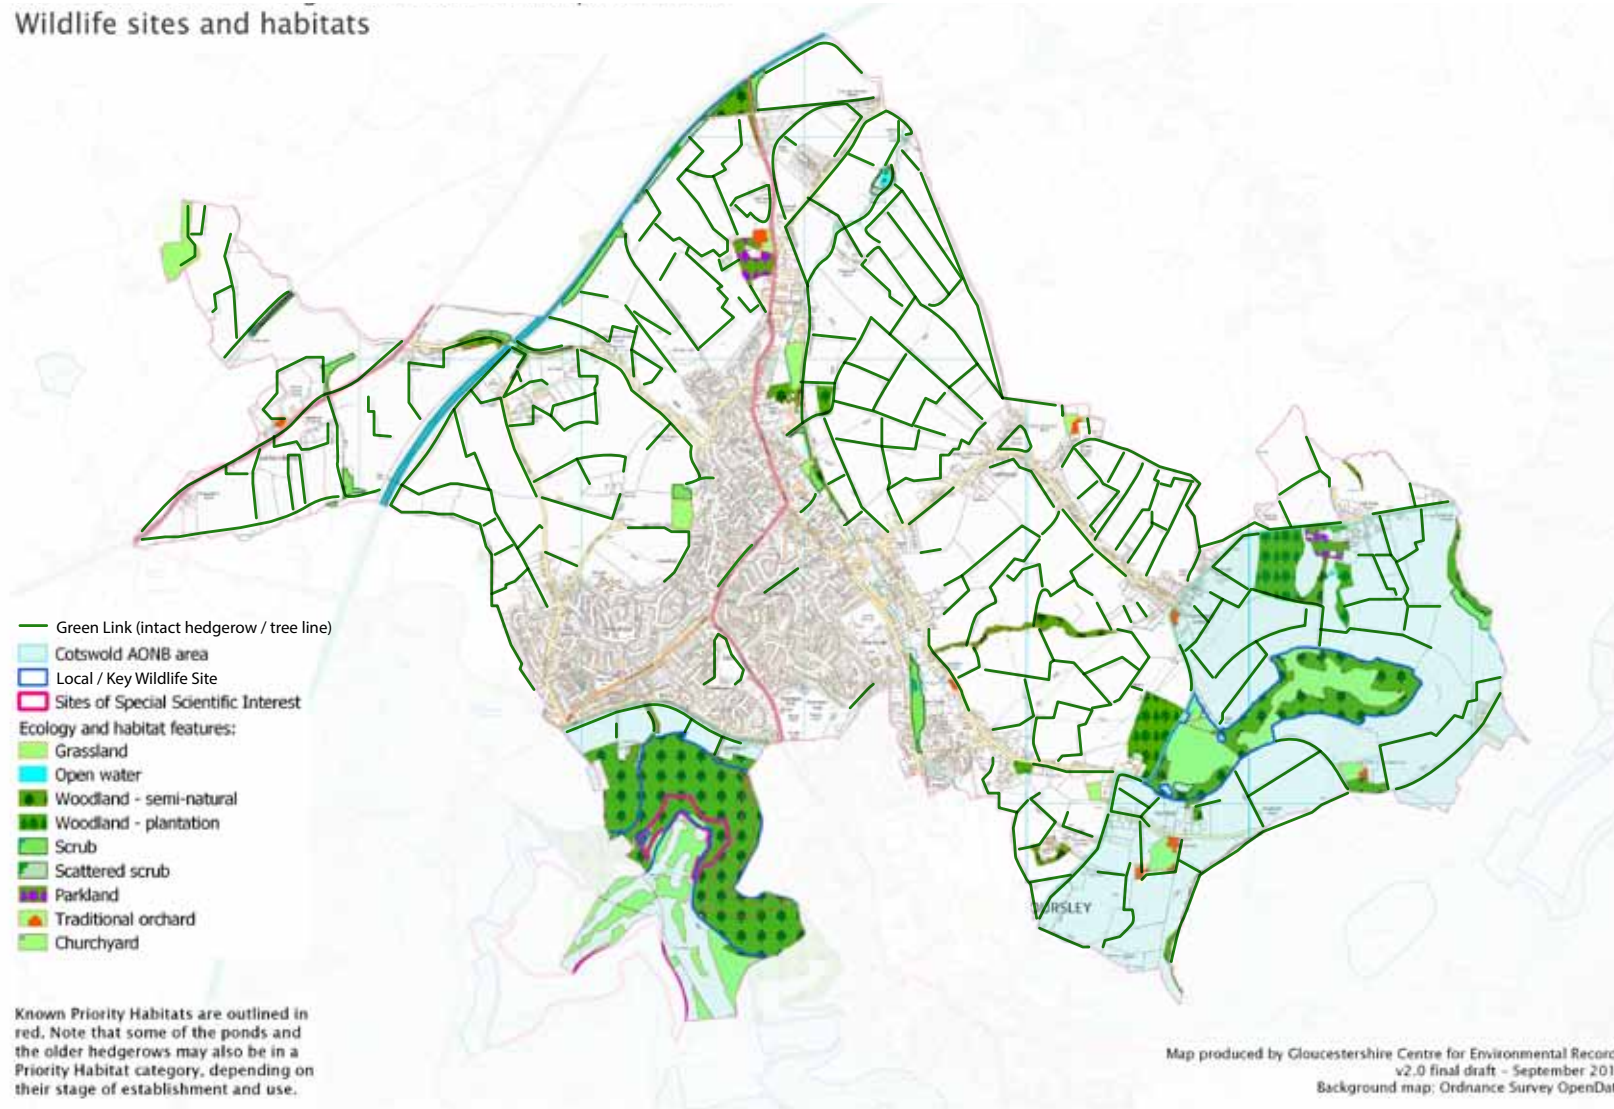 Wildlife sites and habitats
Green Link (intact hedgerow / tree line)
Cotswold AONB area
Local / Key Wildlife Site
Sites of Special Scientific Interest
Ecology and habitat features:
Grassland
Open water
Woodland - semi-natural
Woodland - plantation
Scrub
Scattered scrub
Parkland
Traditional orchard
Churchyard
URSLEY
Known Priority Habitats are outlined in
red. Note that some of the ponds and
the older hedgerows may also be in a
Priority Habitat category, depending on
their stage of establishment and use.
Map produced by Gloucestershire Centre for Environmental Record
v2.0 final draft - September 201
Background map: Ordnance Survey OpenDat